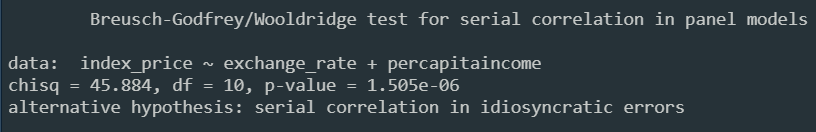 Breusch-Godfrey/Wooldridge test for serial correlation in panel models
data:  index_price ~ exchange_rate + percapitaincome
chisq = 45.884, df = 10, p-value = 1.505e-06
alternative hypothesis: serial correlation in idiosyncratic errors